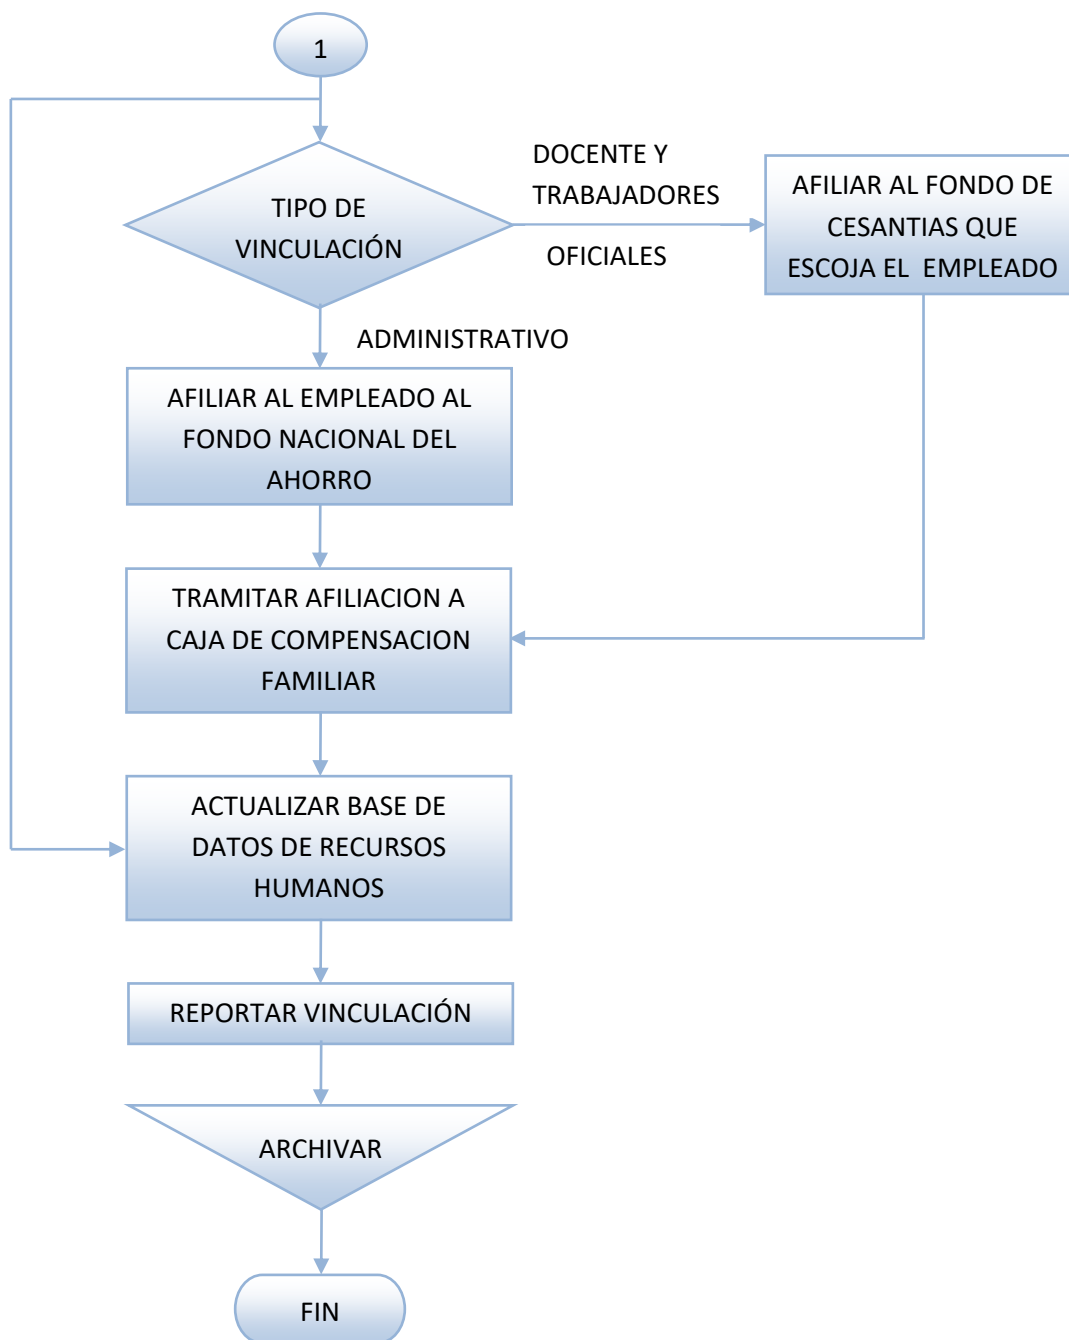 1
TIPO DE
VINCULACIÓN
DOCENTE Y
TRABAJADORES
OFICIALES
AFILIAR AL FONDO DE
CESANTIAS QUE
ESCOJA EL  EMPLEADO
ADMINISTRATIVO
AFILIAR AL EMPLEADO AL
FONDO NACIONAL DEL
AHORRO
TRAMITAR AFILIACION A
CAJA DE COMPENSACION
FAMILIAR
ACTUALIZAR BASE DE
DATOS DE RECURSOS
HUMANOS
REPORTAR VINCULACIÓN
ARCHIVAR
FIN